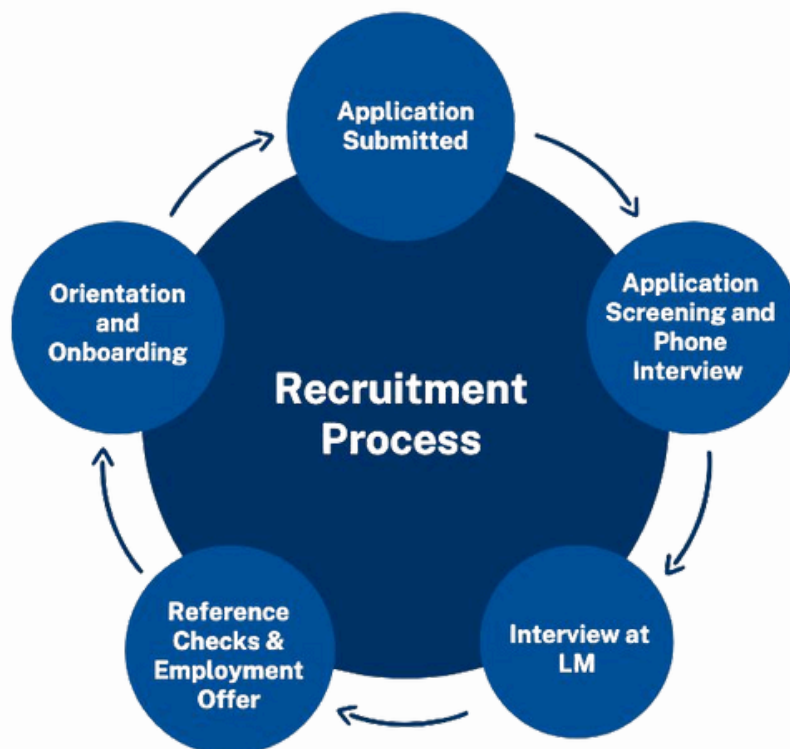 Application
Submitted
Application
Screening and
Phone
Interview
Interview at
LM
Reference
Checks &
Employment
Offer
Orientation
and
Onboarding
Recruitment
Process